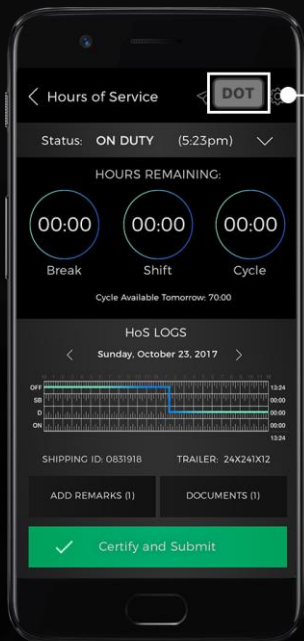 Hours of Service
DOT
Status: ON DUTY (5:23pm)
HOURS REMAINING:
00:00 00:00 00:00
Break Shift Cycle
Cycle Available Tomorrow: 70:00
HoS LOGS
Sunday, October 23, 2017
OFF 13:24
SB 00:00
D 00:00
ON 00:00
13:24
SHIPPING ID: 0831918 TRAILER: 24X241X12
ADD REMARKS (1) DOCUMENTS (1)
Certify and Submit